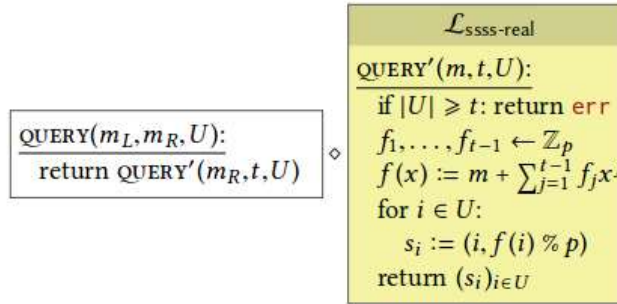 QUERY(m_L, m_R, U):
return QUERY′(m_R, t, U)
⋄
𝓛_ssss-real
QUERY′(m, t, U):
if |U| ⩾ t: return err
f_1, . . . , f_{t−1} ← ℤ_p
f(x) := m + ∑_{j=1}^{t−1} f_j x
for i ∈ U:
s_i := (i, f(i) % p)
return (s_i)_{i∈U}